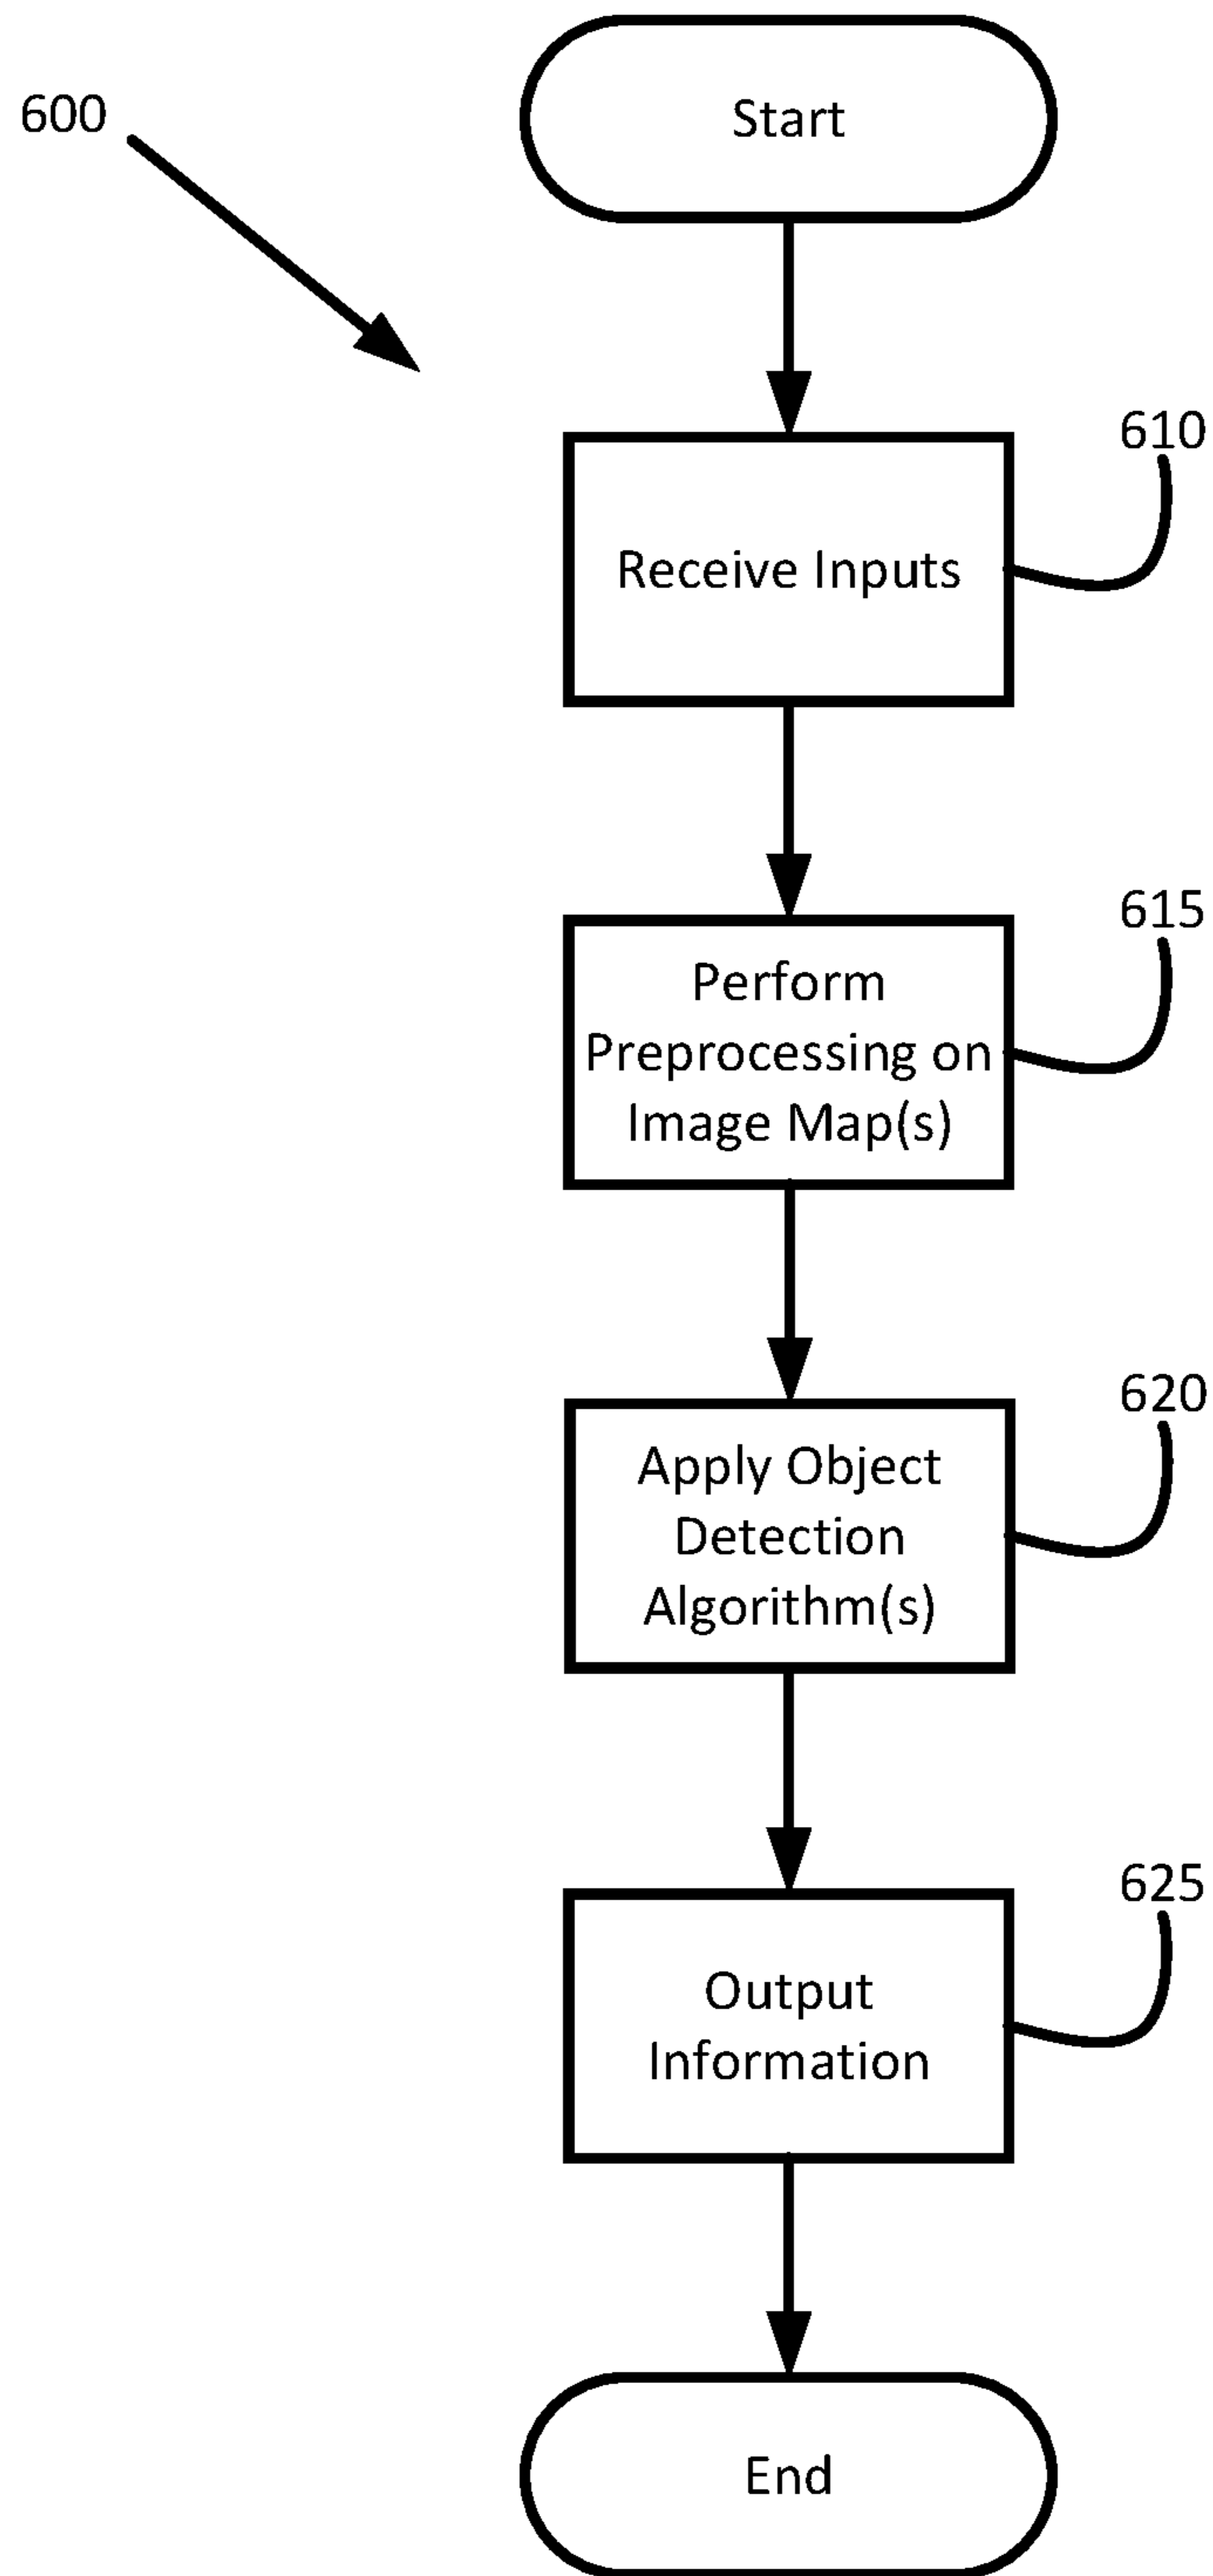 600
Start
610
Receive Inputs
615
Perform
Preprocessing on
Image Map(s)
620
Apply Object
Detection
Algorithm(s)
625
Output
Information
End